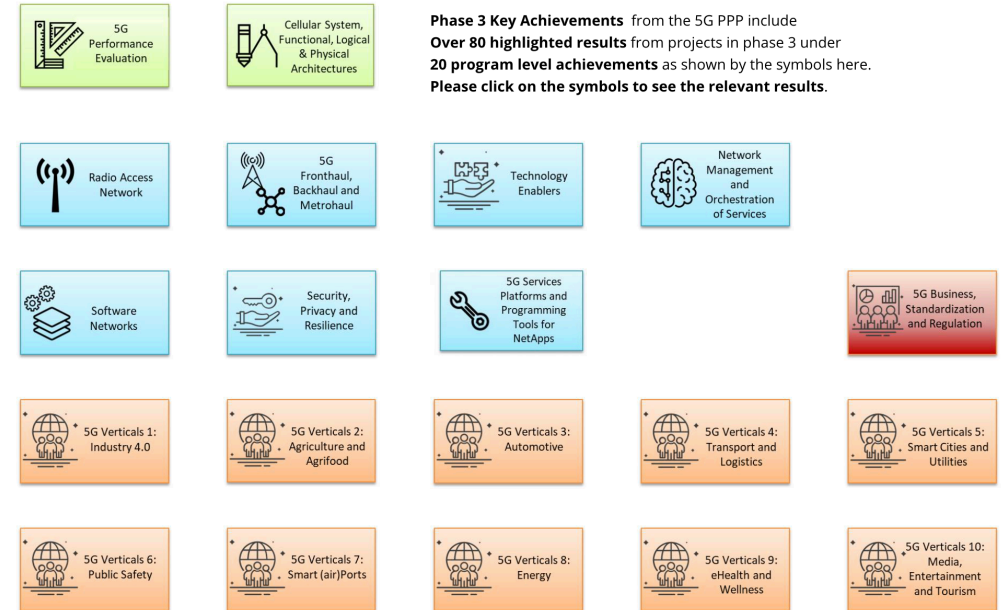 5G
Performance
Evaluation
Cellular System,
Functional, Logical
& Physical
Architectures
Phase 3 Key Achievements from the 5G PPP include
Over 80 highlighted results from projects in phase 3 under
20 program level achievements as shown by the symbols here.
Please click on the symbols to see the relevant results.
Radio Access
Network
5G
Fronthaul,
Backhaul and
Metrohaul
Technology
Enablers
Network
Management
and
Orchestration
of Services
Software
Networks
Security,
Privacy and
Resilience
5G Services
Platforms and
Programming
Tools for
NetApps
5G Business,
Standardization
and Regulation
5G Verticals 1:
Industry 4.0
5G Verticals 2:
Agriculture and
Agrifood
5G Verticals 3:
Automotive
5G Verticals 4:
Transport and
Logistics
5G Verticals 5:
Smart Cities and
Utilities
5G Verticals 6:
Public Safety
5G Verticals 7:
Smart (air)Ports
5G Verticals 8:
Energy
5G Verticals 9:
eHealth and
Wellness
5G Verticals 10:
Media,
Entertainment
and Tourism